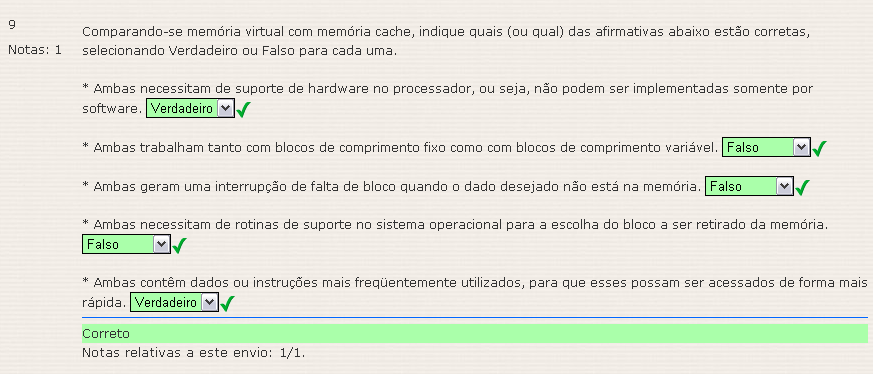 9
Notas: 1
Comparando-se memória virtual com memória cache, indique quais (ou qual) das afirmativas abaixo estão corretas,
selecionando Verdadeiro ou Falso para cada uma.
* Ambas necessitam de suporte de hardware no processador, ou seja, não podem ser implementadas somente por
software. Verdadeiro
* Ambas trabalham tanto com blocos de comprimento fixo como com blocos de comprimento variável. Falso
* Ambas geram uma interrupção de falta de bloco quando o dado desejado não está na memória. Falso
* Ambas necessitam de rotinas de suporte no sistema operacional para a escolha do bloco a ser retirado da memória.
Falso
* Ambas contêm dados ou instruções mais freqüentemente utilizados, para que esses possam ser acessados de forma mais
rápida. Verdadeiro
Correto
Notas relativas a este envio: 1/1.